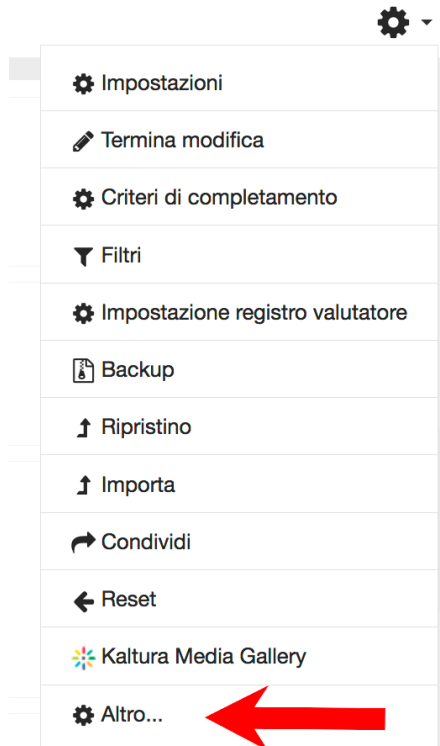 Impostazioni
Termina modifica
Criteri di completamento
Filtri
Impostazione registro valutatore
Backup
Ripristino
Importa
Condividi
Reset
Kaltura Media Gallery
Altro...